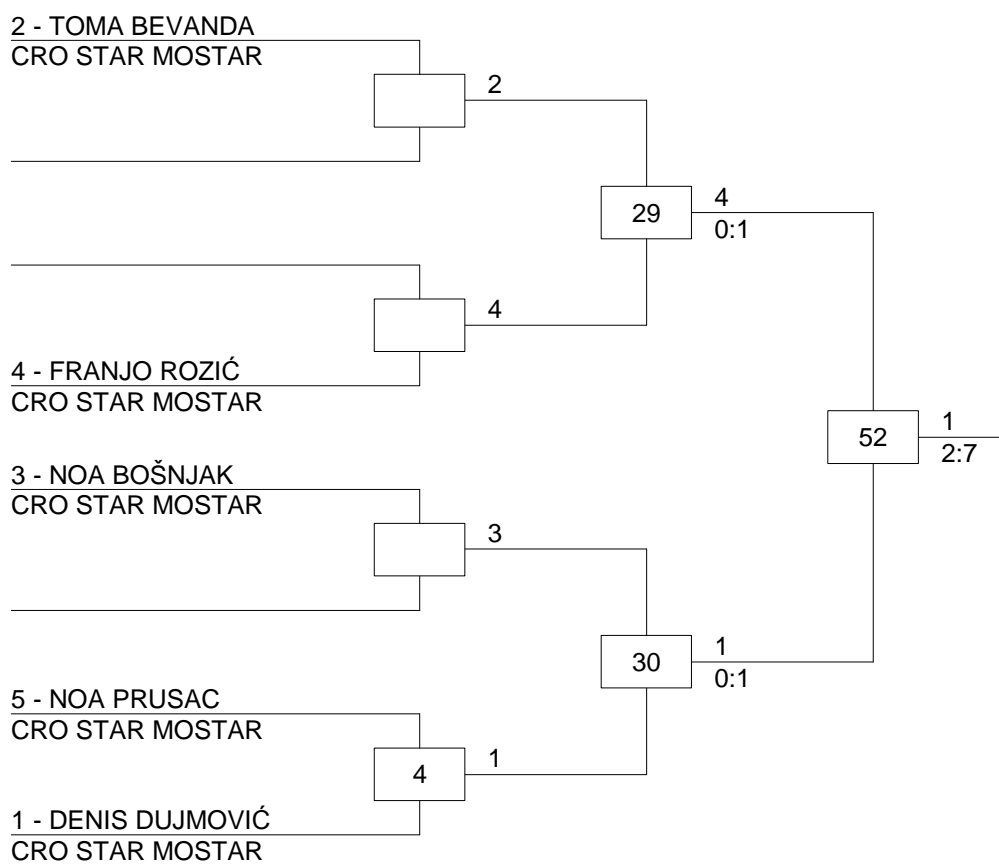 2 - TOMA BEVANDA
CRO STAR MOSTAR
2
29
4
0:1
4
4 - FRANJO ROZIĆ
CRO STAR MOSTAR
52
1
2:7
3 - NOA BOŠNJAK
CRO STAR MOSTAR
3
30
1
0:1
5 - NOA PRUSAC
CRO STAR MOSTAR
4
1
1 - DENIS DUJMOVIĆ
CRO STAR MOSTAR